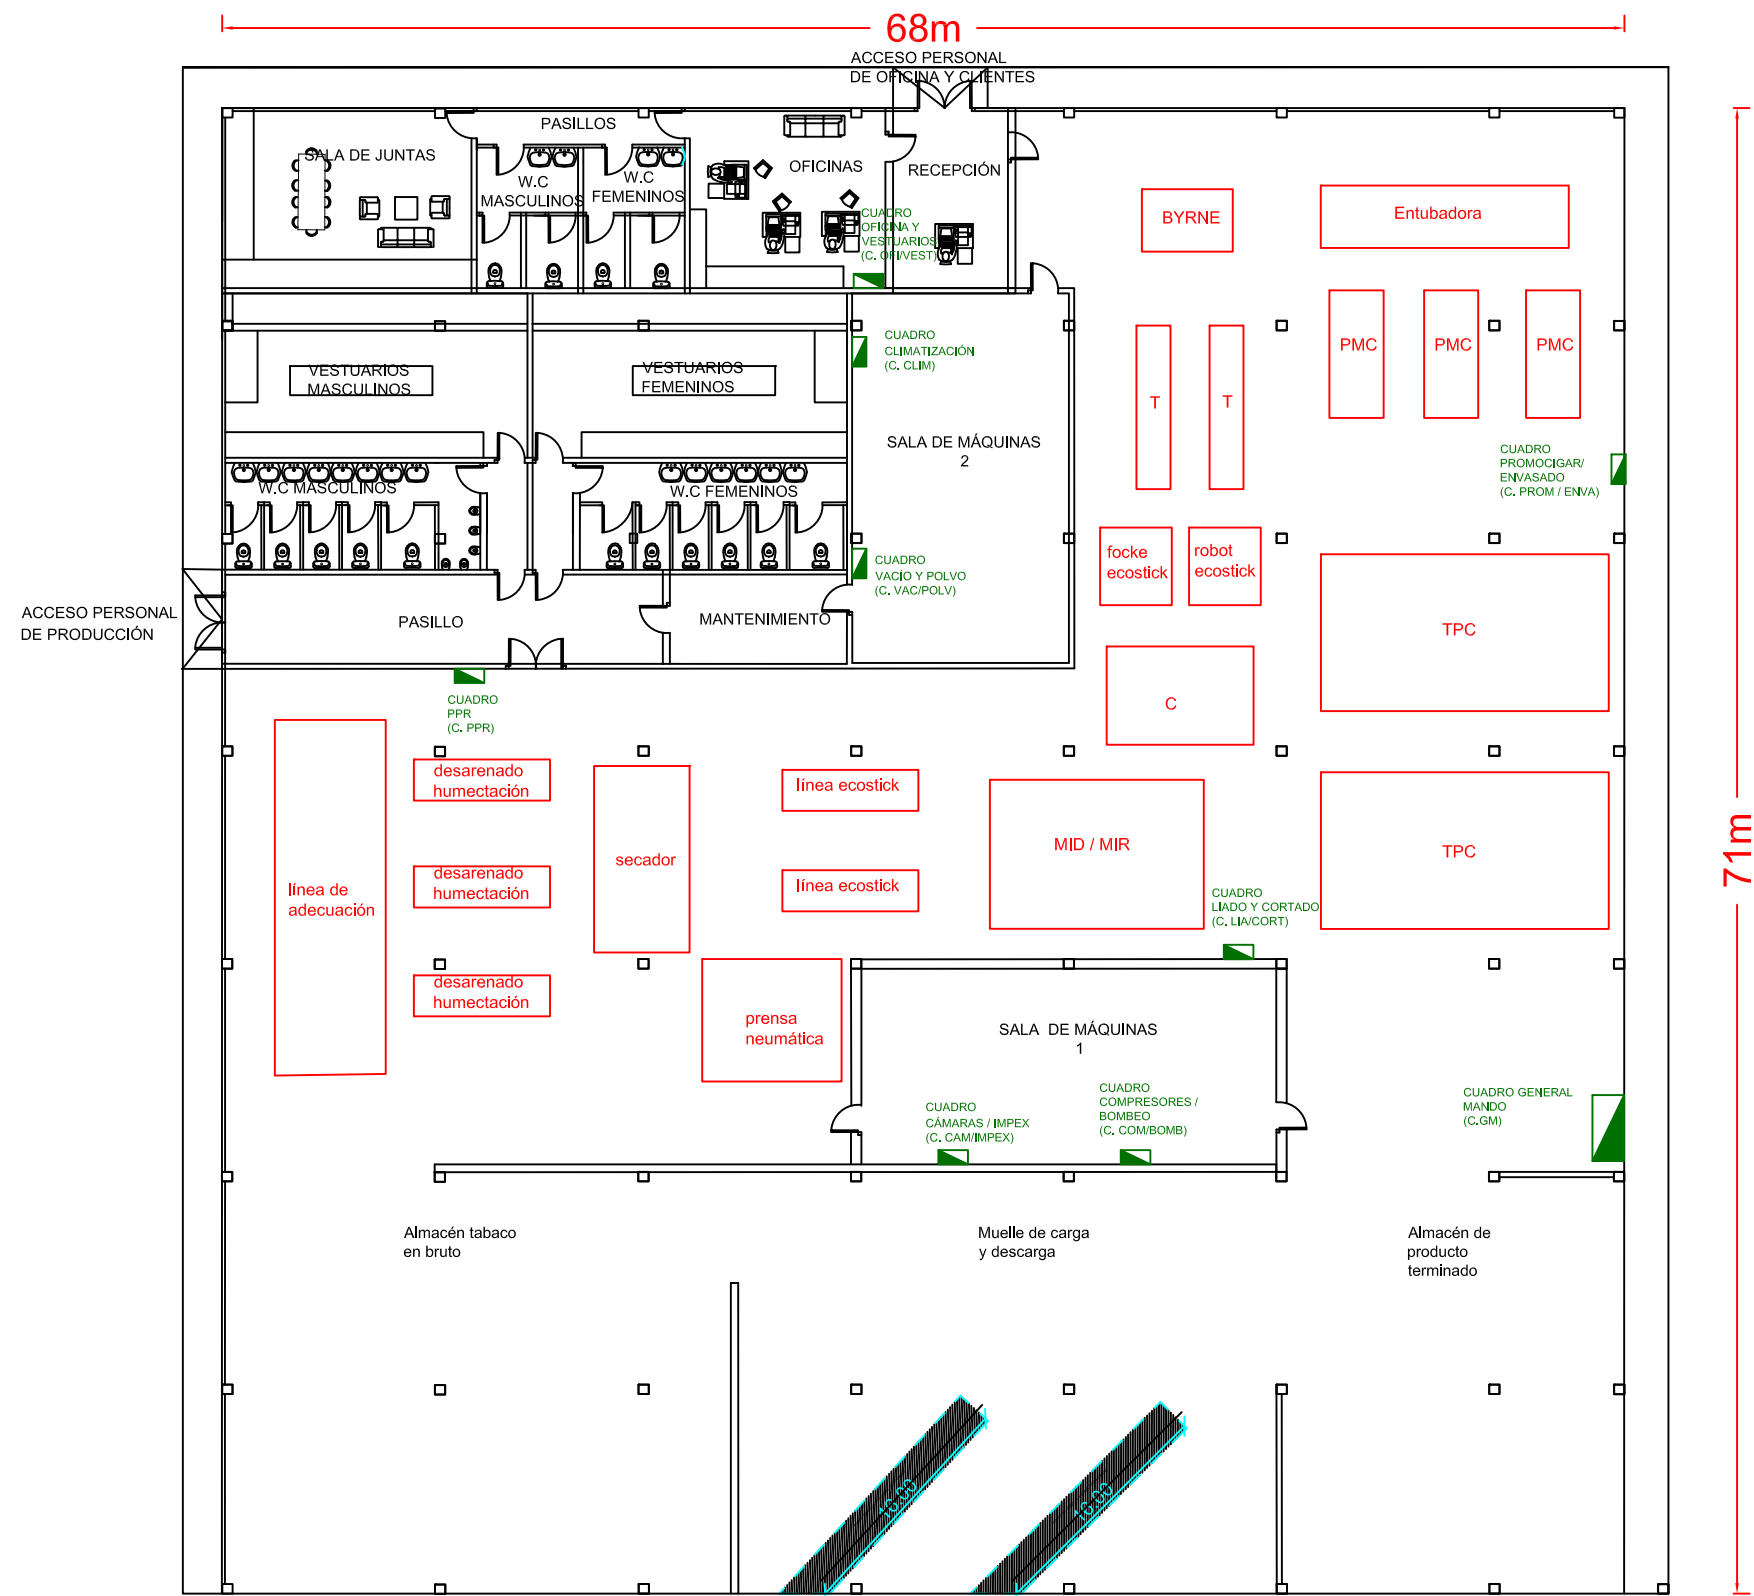 68m
ACCESO PERSONAL
DE OFICINA Y CLIENTES
PASILLOS
SALA DE JUNTAS
W.C
MASCULINOS
W.C
FEMENINOS
OFICINAS
RECEPCIÓN
CUADRO
OFICINA Y
VESTUARIOS
(C. OFI/VEST)
BYRNE
Entubadora
CUADRO
CLIMATIZACIÓN
(C. CLIM)
PMC
PMC
PMC
VESTUARIOS
MASCULINOS
VESTUARIOS
FEMENINOS
T
T
SALA DE MÁQUINAS
2
CUADRO
PROMOCIGAR/
ENVASADO
(C. PROM / ENVA)
W.C MASCULINOS
W.C FEMENINOS
CUADRO
VACÍO Y POLVO
(C. VAC/POLV)
focke
ecostick
robot
ecostick
ACCESO PERSONAL
DE PRODUCCIÓN
PASILLO
MANTENIMIENTO
TPC
CUADRO
PPR
(C. PPR)
C
desarenado
humectación
línea ecostick
71m
MID / MIR
TPC
secador
desarenado
humectación
línea ecostick
línea de
adecuación
CUADRO
LIADO Y CORTADO
(C. LIA/CORT)
desarenado
humectación
prensa
neumática
SALA DE MÁQUINAS
1
CUADRO
CÁMARAS / IMPEX
(C. CAM/IMPEX)
CUADRO
COMPRESORES /
BOMBEO
(C. COM/BOMB)
CUADRO GENERAL
MANDO
(C.GM)
Almacén tabaco
en bruto
Muelle de carga
y descarga
Almacén de
producto
terminado
16.00
16.00